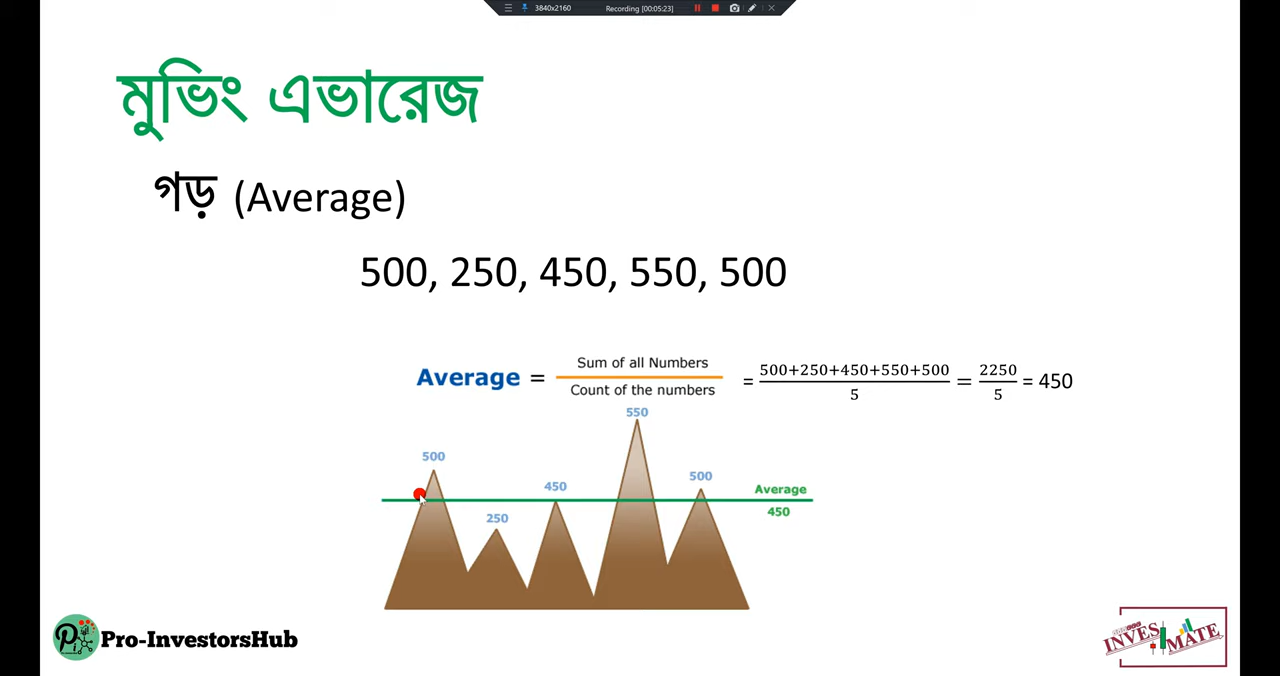 3840x2160 Recording [00:05:23]
মুভিং এভারেজ
গড় (Average)
500, 250, 450, 550, 500
Average = Sum of all Numbers / Count of the numbers = 500+250+450+550+500 / 5 = 2250 / 5 = 450
550
500
500
450
250
Average
450
Pro-InvestorsHub
INVES MATE